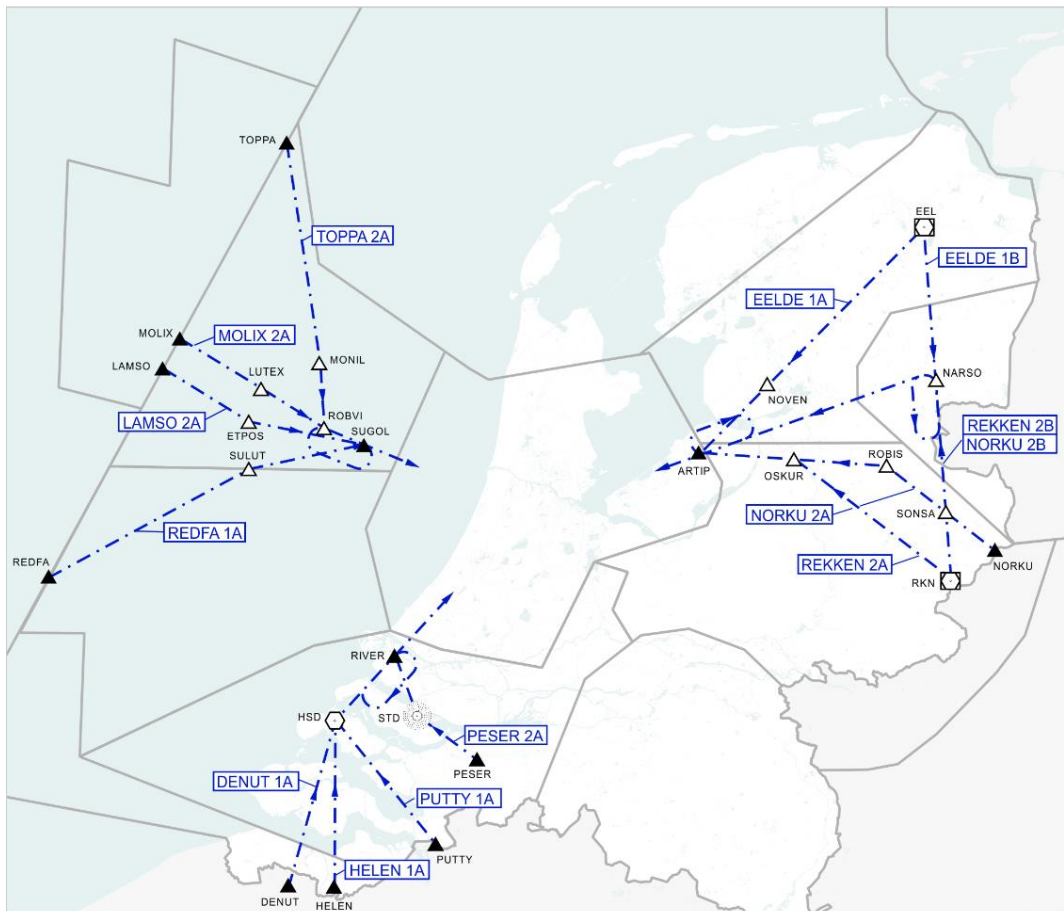 TOPPA
TOPPA 2A
EEL
EELDE 1B
EELDE 1A
MOLIX
MOLIX 2A
LAMSO
LUTEX
MONIL
LAMSO 2A
ETPOS
ROBVI
SUGOL
SULUT
REDFA 1A
REDFA
NOVEN
NARSO
REKKEN 2B
NORKU 2B
ARTIP
OSKUR
ROBIS
NORKU 2A
SONSA
REKKEN 2A
RKN
NORKU
RIVER
HSD
STD
PESER 2A
PESER
DENUT 1A
PUTTY 1A
PUTTY
HELEN 1A
DENUT
HELEN